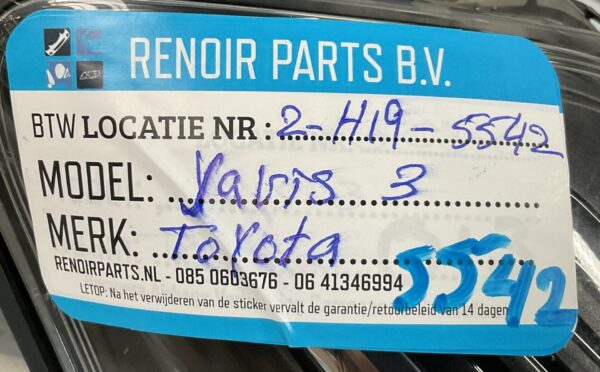 RENOIR PARTS B.V.
BTW LOCATIE NR: 2-H19-5542
MODEL: Yaris 3
MERK: Toyota
5542
RENOIRPARTS.NL - 085 0603676 - 06 41346994
LETOP: Na het verwijderen van de sticker vervalt de garantie/retourbeleid van 14 dagen